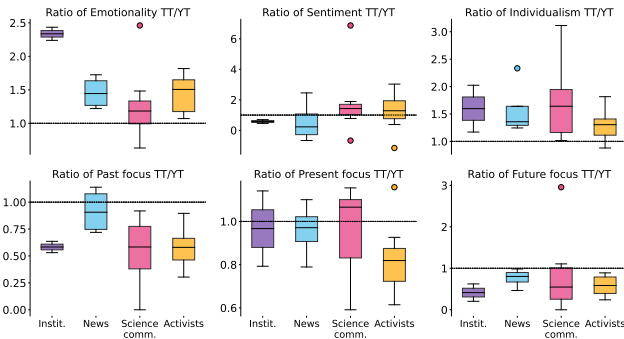 Ratio of Emotionality TT/YT
Ratio of Sentiment TT/YT
Ratio of Individualism TT/YT
2.5
2.0
1.5
1.0
6
4
2
0
3.0
2.5
2.0
1.5
1.0
Ratio of Past focus TT/YT
Ratio of Present focus TT/YT
Ratio of Future focus TT/YT
1.00
0.75
0.50
0.25
0.00
1.0
0.8
0.6
3
2
1
0
Instit. News Science comm. Activists
Instit. News Science comm. Activists
Instit. News Science comm. Activists